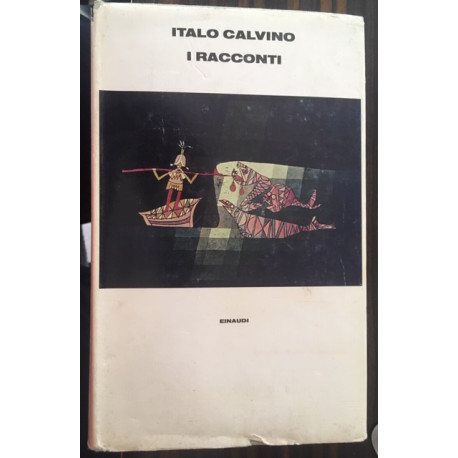 ITALO CALVINO
I RACCONTI
EINAUDI